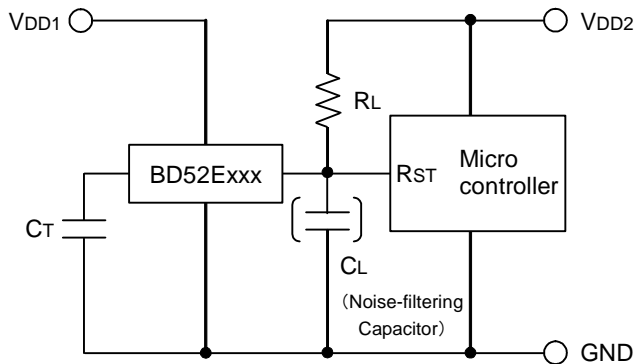 VDD1
VDD2
RL
BD52Exxx
RST
Micro
controller
CT
CL
（Noise-filtering
Capacitor）
GND